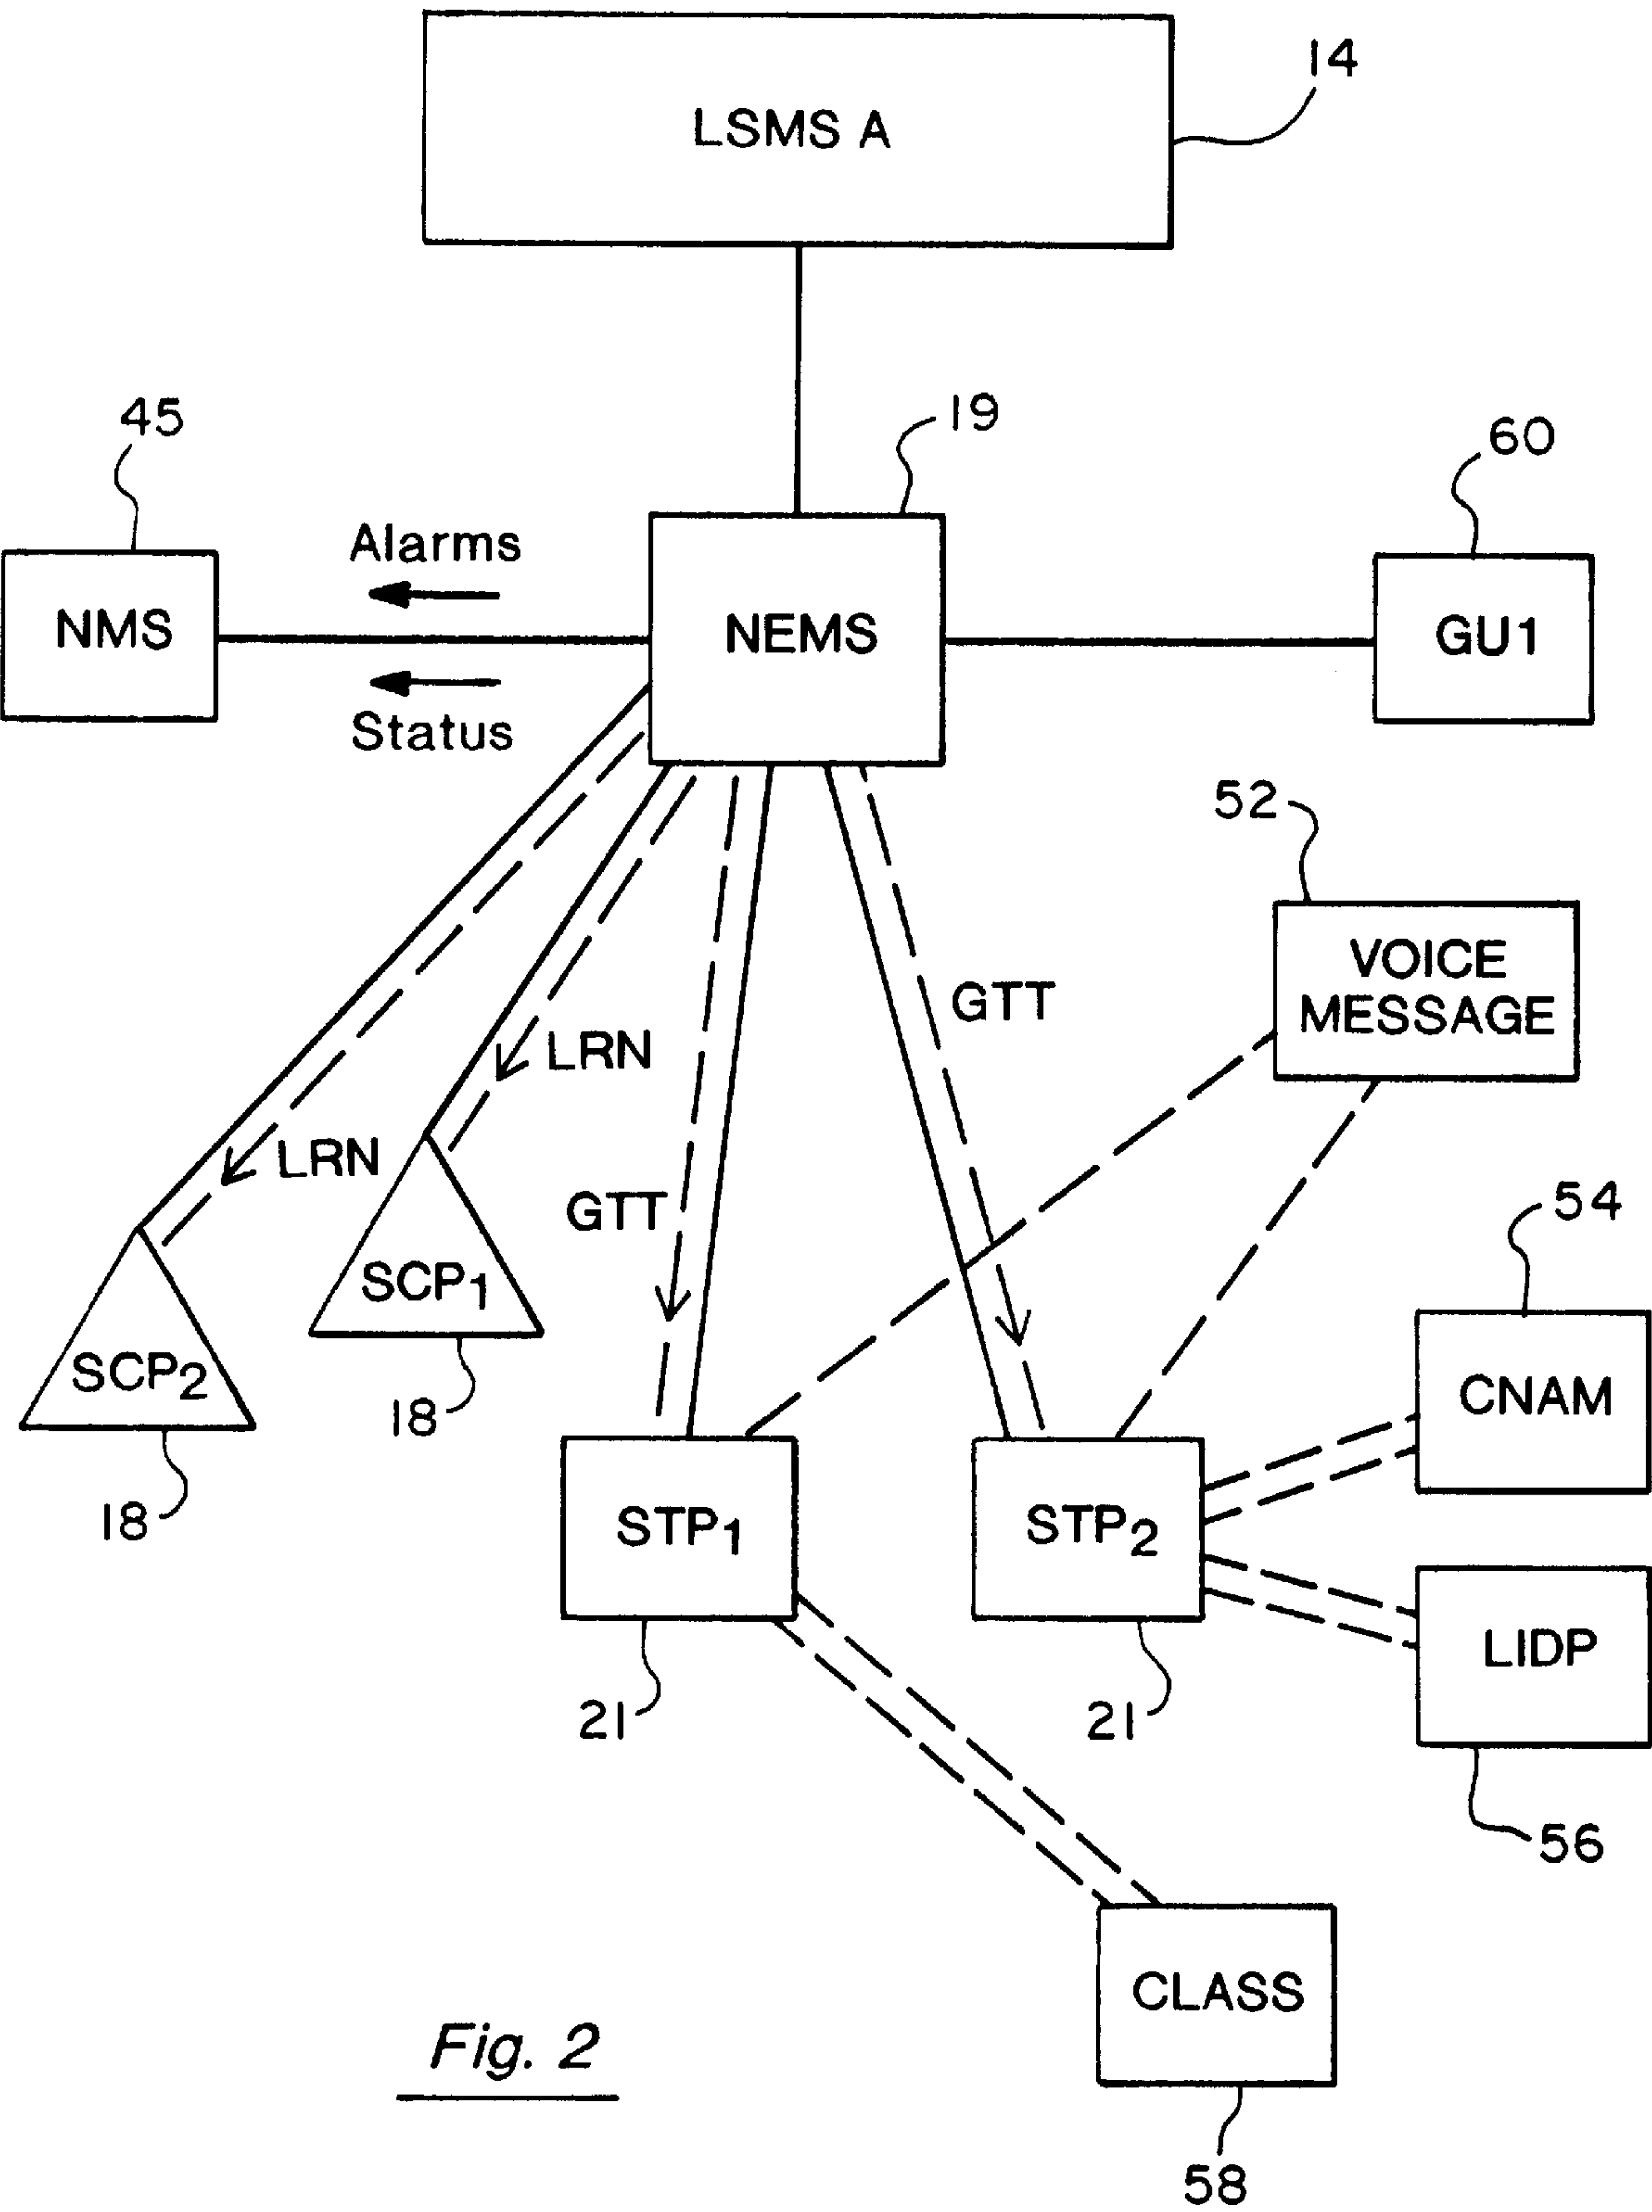 14
LSMS A
45
19
60
Alarms
NMS
NEMS
GU1
Status
52
VOICE
MESSAGE
GTT
LRN
LRN
54
GTT
SCP1
SCP2
CNAM
18
18
STP1
STP2
LIDP
21
21
56
CLASS
Fig. 2
58